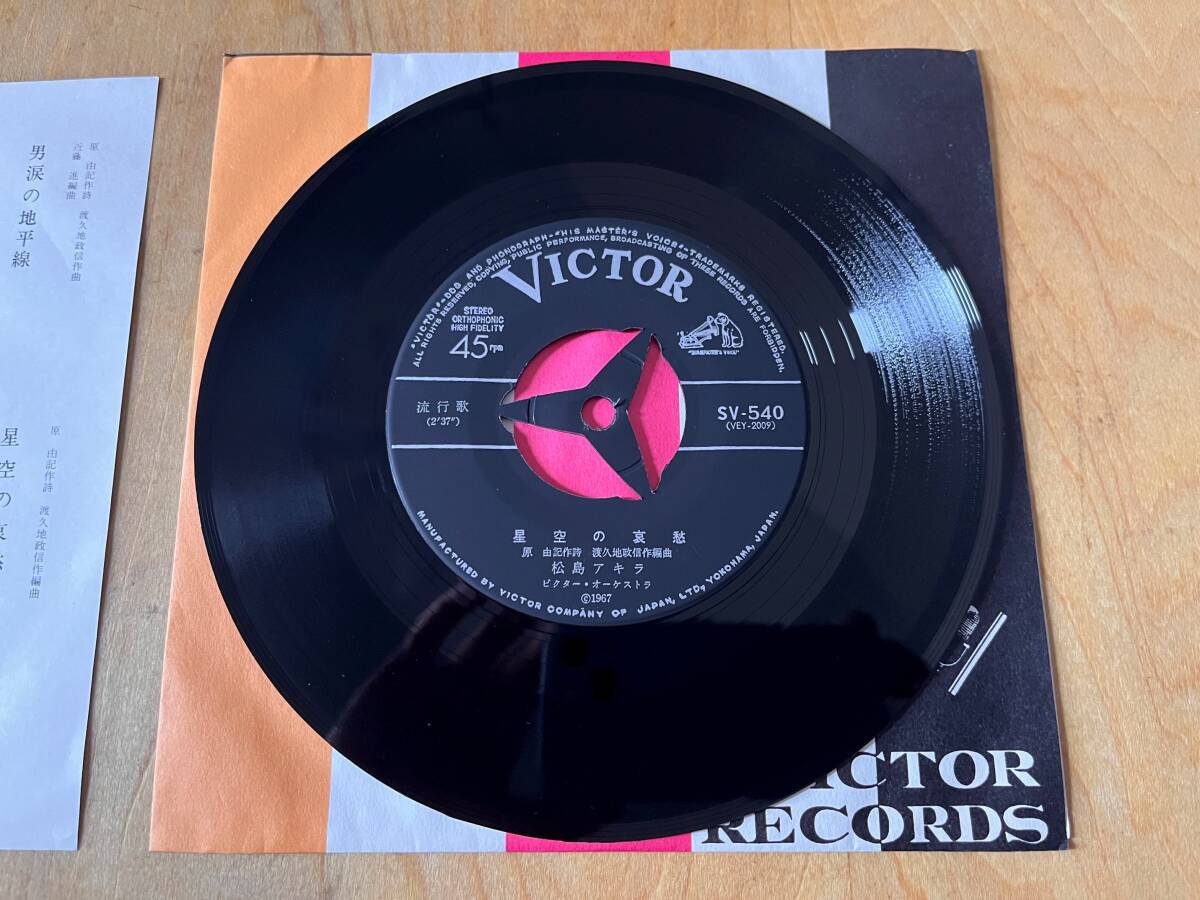 男涙の地平線
原 由記作詩 渡久地政信作曲
近藤 進編曲
星空の哀愁
原 由記作詩 渡久地政信作編曲
"VICTOR"-DOG AND PHONOGRAPH-"HIS MASTER'S VOICE"-TRADEMARKS REGISTERED.
ALL RIGHTS RESERVED, COPYING, PUBLIC PERFORMANCE, BROADCASTING OF THESE RECORDS ARE FORBIDDEN.
VICTOR
STEREO
ORTHOPHONIC
HIGH FIDELITY
45rpm
"HIS MASTER'S VOICE"
流行歌
(2'37")
SV-540
(VEY-2009)
星空の哀愁
原 由記作詩 渡久地政信作編曲
松島アキラ
ビクター・オーケストラ
©1967
MANUFACTURED BY VICTOR COMPANY OF JAPAN, LTD., YOKOHAMA, JAPAN.
VICTOR
RECORDS